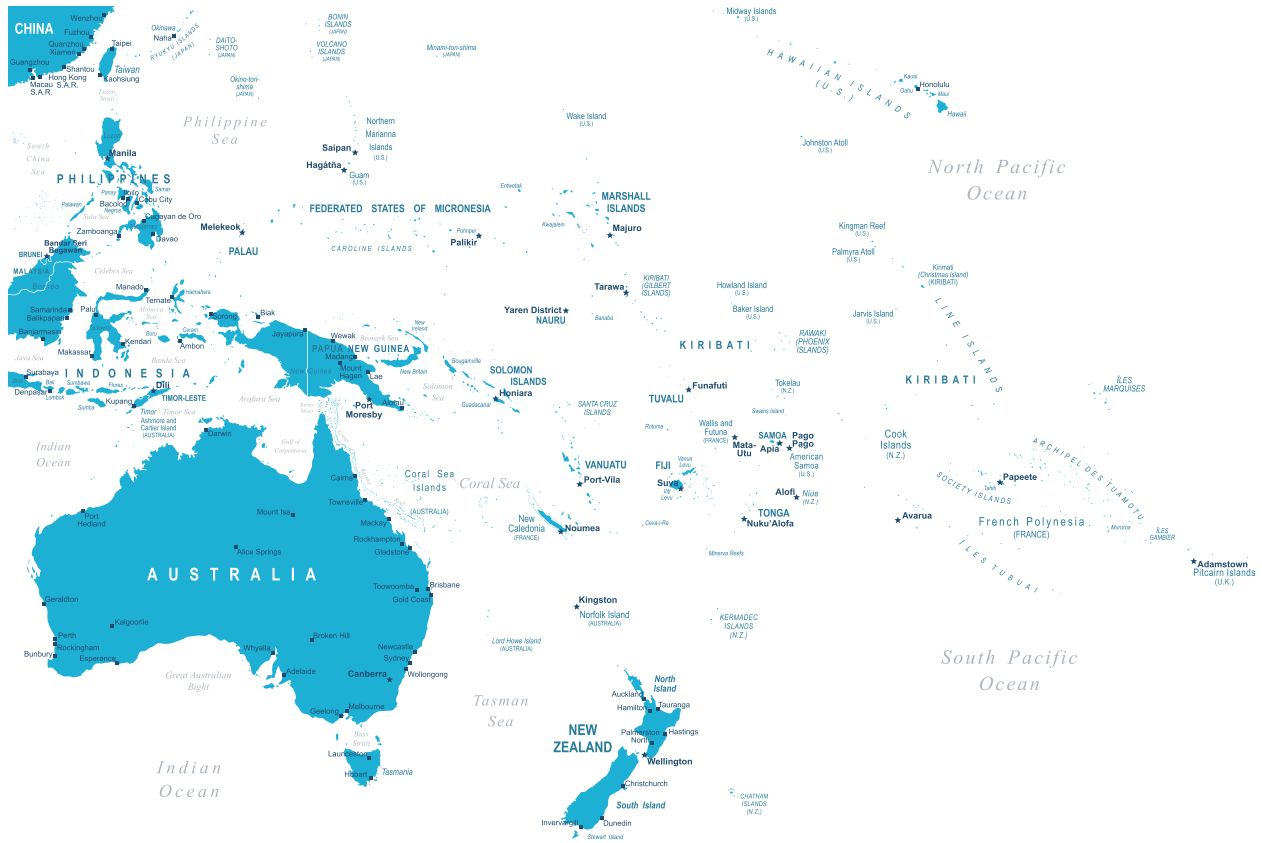 CHINA
Wenzhou
Fuzhou
Quanzhou
Xiamen
Guangzhou
Shantou
Hong Kong
S.A.R.
Macau
S.A.R.
Taipei
Taiwan
Kaohsiung
Luzon
Strait
Okinawa
Naha
RYUKYU ISLANDS
(JAPAN)
DAITO-
SHOTO
(JAPAN)
Okino-tori-
shima
(JAPAN)
BONIN
ISLANDS
(JAPAN)
VOLCANO
ISLANDS
(JAPAN)
Minami-tori-shima
(JAPAN)
Midway Islands
(U.S.)
HAWAIIAN ISLANDS
(U.S.)
Kauai
Oahu
Honolulu
Maui
Hawaii
Philippine
Sea
South
China
Sea
Luzon
Manila
PHILIPPINES
Panay
Iloilo
Samar
Bacolod
Cebu City
Negros
Palawan
Sulu Sea
Cagayan de Oro
Zamboanga
Davao
Northern
Marianna
Islands
(U.S.)
Saipan
Hagåtña
Guam
(U.S.)
Wake Island
(U.S.)
Johnston Atoll
(U.S.)
North Pacific
Ocean
Eniwetok
FEDERATED STATES OF MICRONESIA
MARSHALL
ISLANDS
Kwajalein
Majuro
Pohnpei
Palikir
CAROLINE ISLANDS
Melekeok
PALAU
Kingman Reef
(U.S.)
Palmyra Atoll
(U.S.)
Kirimati
(Christmas Island)
(KIRIBATI)
LINE ISLANDS
Bandar Seri
Begawan
BRUNEI
MALAYSIA
Borneo
Celebes Sea
Manado
Ternate
Halmahera
Molucca
Sea
Samarinda
Balikpapan
Palu
Banjarmasin
Makassar
Kendari
Buru
Ceram
Ambon
Sorong
Biak
Jayapura
Java Sea
Banda Sea
INDONESIA
Surabaya
Denpasar
Bali
Lombok
Sumbawa
Sumba
Flores
Kupang
Dili
TIMOR-LESTE
Timor
Timor Sea
Ashmore and
Cartier Island
(AUSTRALIA)
Arafura Sea
Wewak
Bismark Sea
New
Ireland
PAPUA NEW GUINEA
Madang
Mount
Hagen
Lae
New Guinea
New Britain
Bougainville
Port
Moresby
Alotau
Torres
Strait
Solomon
Sea
SOLOMON
ISLANDS
Honiara
Guadacanal
SANTA CRUZ
ISLANDS
Tarawa
KIRIBATI
(GILBERT
ISLANDS)
Yaren District
NAURU
Banaba
Howland Island
(U.S.)
Baker Island
(U.S.)
Jarvis Island
(U.S.)
KIRIBATI
RAWAKI
(PHOENIX
ISLANDS)
KIRIBATI
Funafuti
TUVALU
Tokelau
(N.Z.)
Swains Island
Rotuma
Wallis and
Futuna
(FRANCE)
Mata-
Utu
SAMOA
Apia
Pago
Pago
American
Samoa
(U.S.)
Cook
Islands
(N.Z.)
ÎLES
MARQUISES
ARCHIPEL DES TUAMOTU
SOCIETY ISLANDS
Tahiti
Papeete
French Polynesia
(FRANCE)
Mururoa
ÎLES
GAMBIER
ÎLES TUBUAI
Adamstown
Pitcairn Islands
(U.K.)
VANUATU
Port-Vila
FIJI
Vanua
Levu
Suva
Viti
Levu
Alofi
Niue
(N.Z.)
TONGA
Nuku'Alofa
Avarua
Ceva-i-Ra
Minerva Reefs
New
Caledonia
(FRANCE)
Noumea
Coral Sea
Coral Sea
Islands
(AUSTRALIA)
Indian
Ocean
Darwin
Gulf of
Carpentaria
Cairns
Townsville
Mackay
Rockhampton
Gladstone
Port
Hedland
Mount Isa
Alice Springs
AUSTRALIA
Toowoomba
Brisbane
Gold Coast
Geraldton
Kalgoorlie
Perth
Rockingham
Bunbury
Esperance
Broken Hill
Whyalla
Adelaide
Newcastle
Sydney
Wollongong
Canberra
Great Australian
Bight
Geelong
Melbourne
Bass
Strait
Launceston
Hobart
Tasmania
Indian
Ocean
Kingston
Norfolk Island
(AUSTRALIA)
Lord Howe Island
(AUSTRALIA)
KERMADEC
ISLANDS
(N.Z.)
South Pacific
Ocean
Tasman
Sea
NEW
ZEALAND
North
Island
Auckland
Hamilton
Tauranga
Palmerston
North
Hastings
Wellington
Christchurch
South Island
Dunedin
Invervargill
Stewart Island
CHATHAM
ISLANDS
(N.Z.)